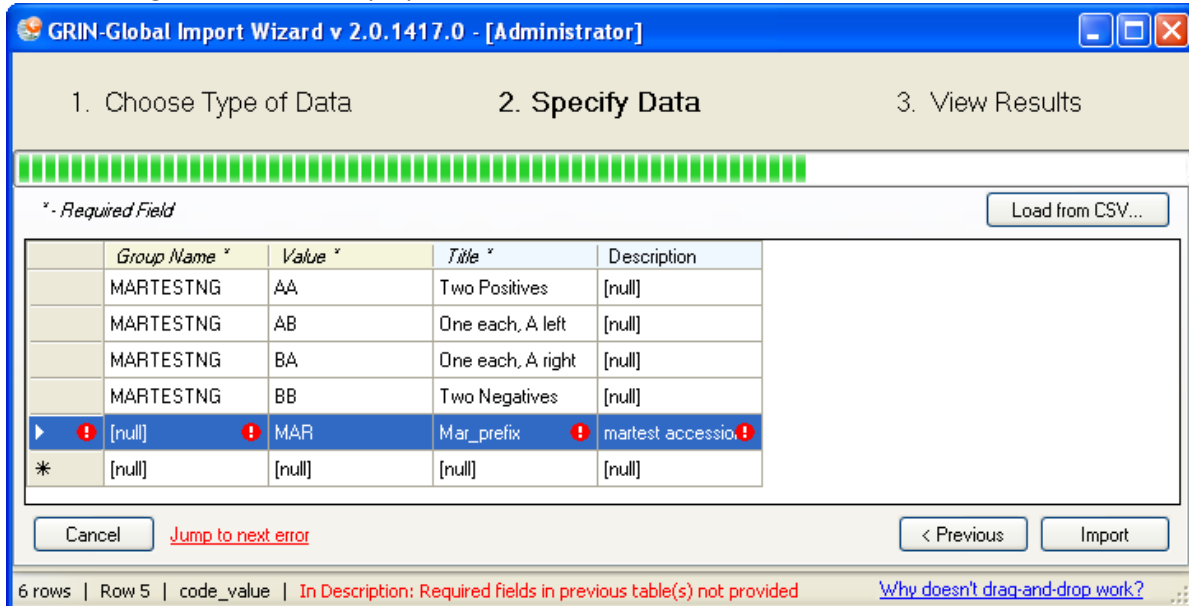 GRIN-Global Import Wizard v 2.0.1417.0 - [Administrator]
1. Choose Type of Data 2. Specify Data 3. View Results
* - Required Field Load from CSV...
Group Name * Value * Title * Description
MARTESTNG AA Two Positives [null]
MARTESTNG AB One each, A left [null]
MARTESTNG BA One each, A right [null]
MARTESTNG BB Two Negatives [null]
[null] MAR Mar_prefix martest accessio
* [null] [null] [null] [null]
Cancel Jump to next error < Previous Import
6 rows | Row 5 | code_value | In Description: Required fields in previous table(s) not provided Why doesn't drag-and-drop work?